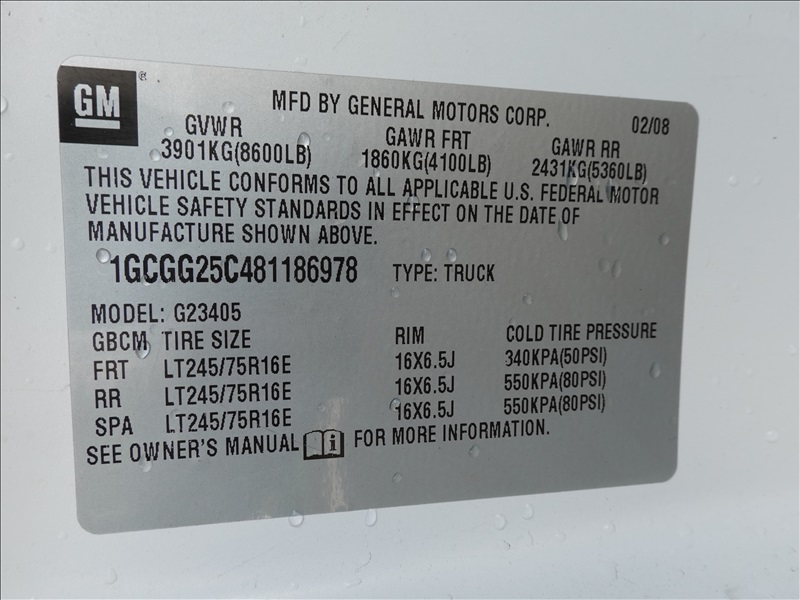 GM
MFD BY GENERAL MOTORS CORP. 02/08
GVWR GAWR FRT GAWR RR
3901KG(8600LB) 1860KG(4100LB) 2431KG(5360LB)
THIS VEHICLE CONFORMS TO ALL APPLICABLE U.S. FEDERAL MOTOR
VEHICLE SAFETY STANDARDS IN EFFECT ON THE DATE OF
MANUFACTURE SHOWN ABOVE.
1GCGG25C481186978 TYPE: TRUCK
MODEL: G23405
GBCM TIRE SIZE RIM COLD TIRE PRESSURE
FRT LT245/75R16E 16X6.5J 340KPA(50PSI)
RR LT245/75R16E 16X6.5J 550KPA(80PSI)
SPA LT245/75R16E 16X6.5J 550KPA(80PSI)
SEE OWNER'S MANUAL i FOR MORE INFORMATION.